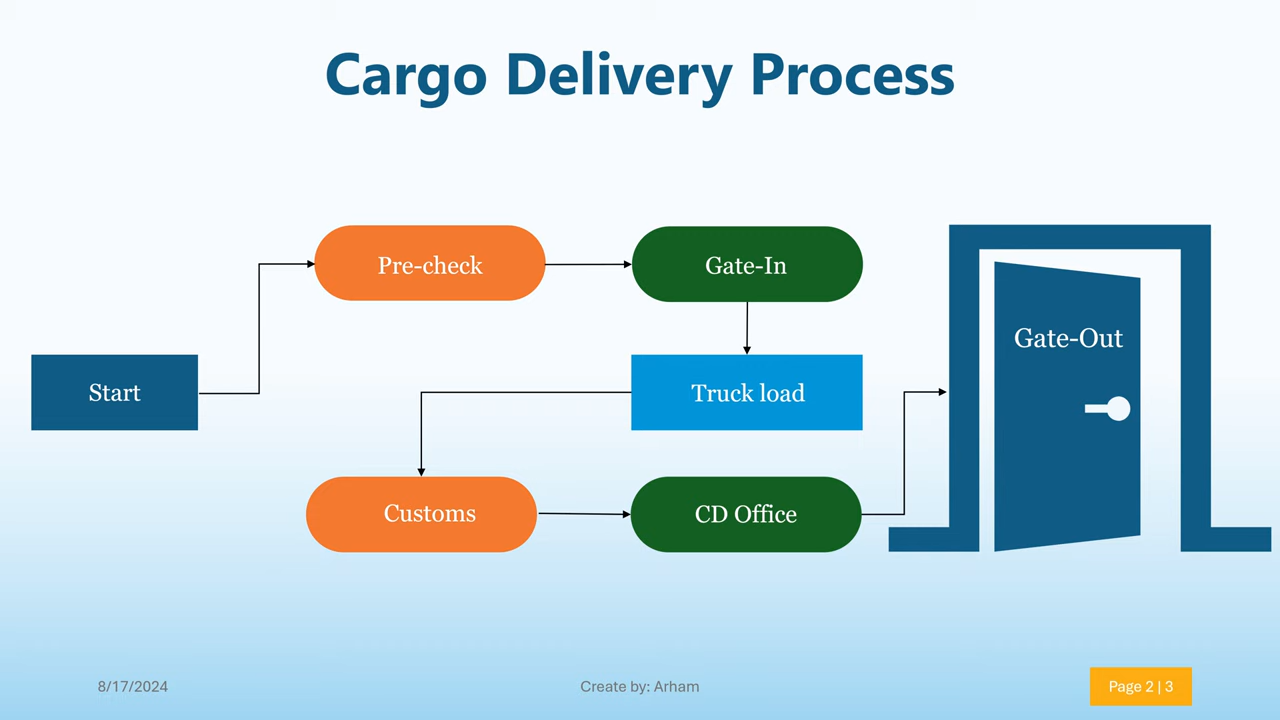 Cargo Delivery Process
Pre-check
Gate-In
Gate-Out
Start
Truck load
Customs
CD Office
8/17/2024
Create by: Arham
Page 2 | 3